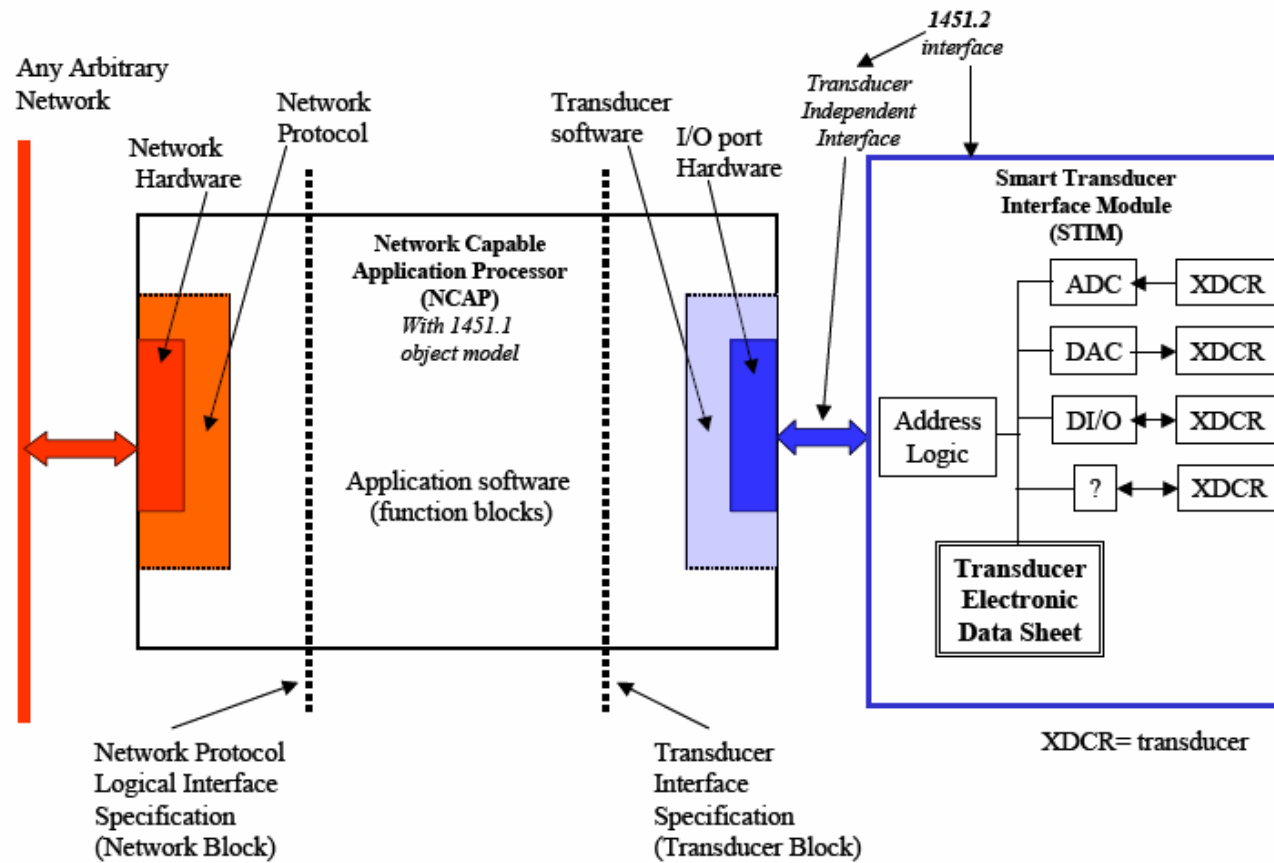 Any Arbitrary
Network
Network
Hardware
Network
Protocol
Transducer
software
I/O port
Hardware
Transducer
Independent
Interface
1451.2
interface
Network Capable
Application Processor
(NCAP)
With 1451.1
object model
Application software
(function blocks)
Smart Transducer
Interface Module
(STIM)
ADC
XDCR
DAC
XDCR
DI/O
XDCR
?
XDCR
Address
Logic
Transducer
Electronic
Data Sheet
XDCR= transducer
Network Protocol
Logical Interface
Specification
(Network Block)
Transducer
Interface
Specification
(Transducer Block)